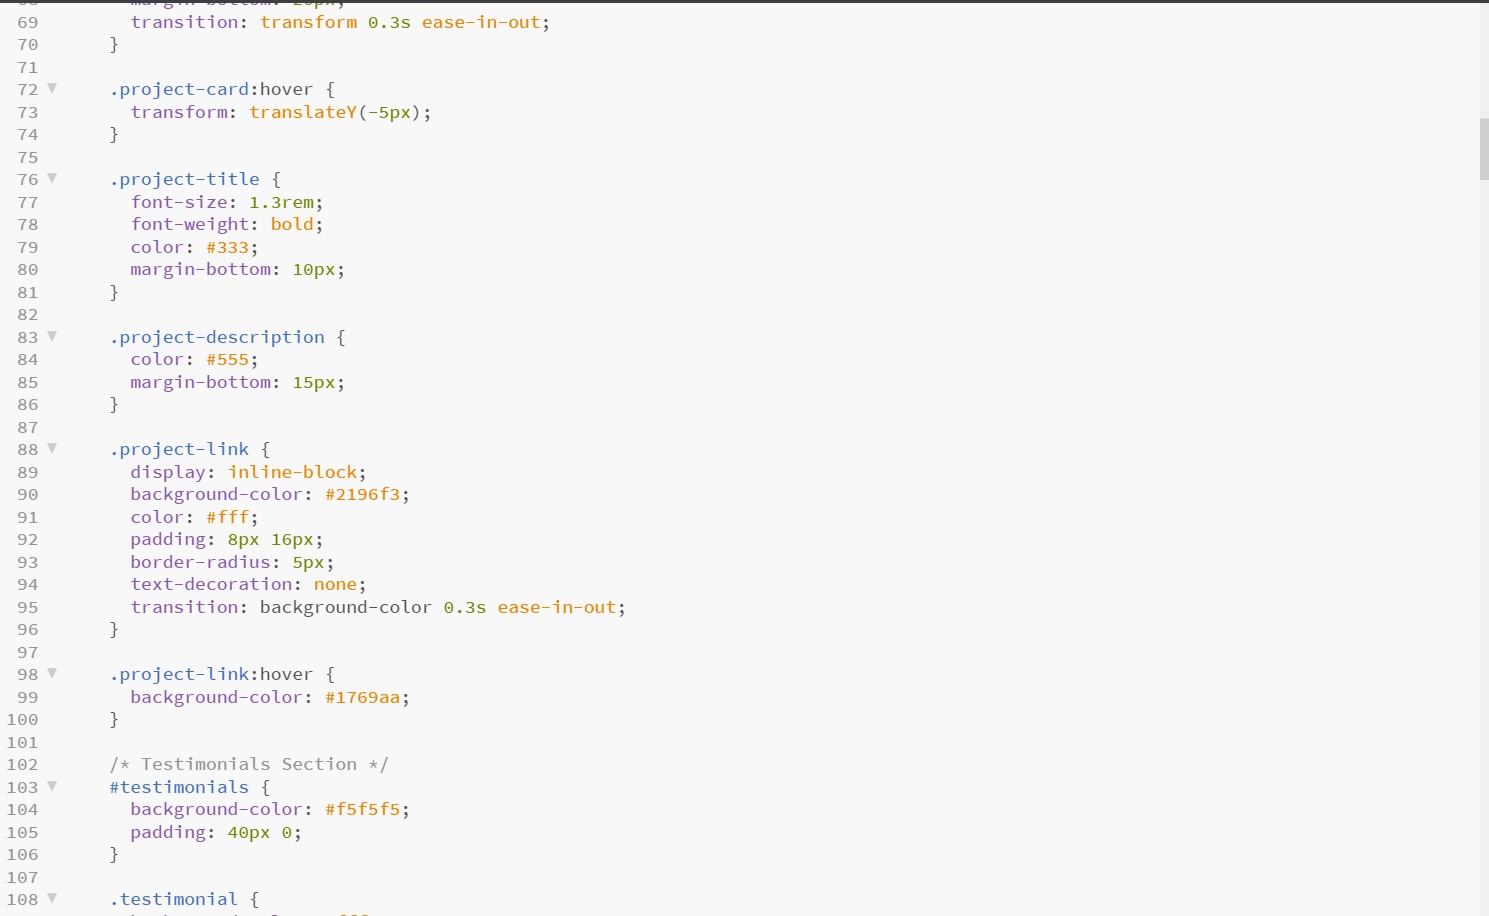 68 margin-bottom: 20px;
69 transition: transform 0.3s ease-in-out;
70 }
71
72 .project-card:hover {
73 transform: translateY(-5px);
74 }
75
76 .project-title {
77 font-size: 1.3rem;
78 font-weight: bold;
79 color: #333;
80 margin-bottom: 10px;
81 }
82
83 .project-description {
84 color: #555;
85 margin-bottom: 15px;
86 }
87
88 .project-link {
89 display: inline-block;
90 background-color: #2196f3;
91 color: #fff;
92 padding: 8px 16px;
93 border-radius: 5px;
94 text-decoration: none;
95 transition: background-color 0.3s ease-in-out;
96 }
97
98 .project-link:hover {
99 background-color: #1769aa;
100 }
101
102 /* Testimonials Section */
103 #testimonials {
104 background-color: #f5f5f5;
105 padding: 40px 0;
106 }
107
108 .testimonial {